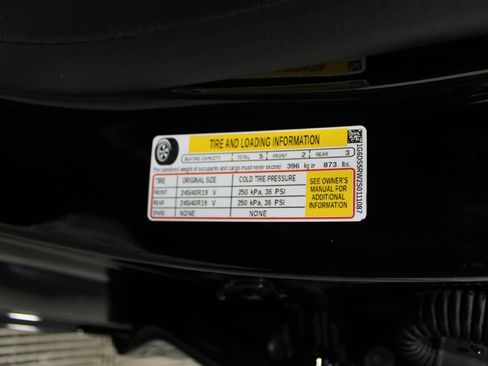 TIRE AND LOADING INFORMATION
SEATING CAPACITY TOTAL 5 FRONT 2 REAR 3
The combined weight of occupants and cargo must never exceed 396 kg or 873 lbs.
TIRE ORIGINAL SIZE COLD TIRE PRESSURE
FRONT 245/40R19 V 250 kPa, 36 PSI
REAR 245/40R19 V 250 kPa, 36 PSI
SPARE NONE NONE
SEE OWNER'S
MANUAL FOR
ADDITIONAL
INFORMATION